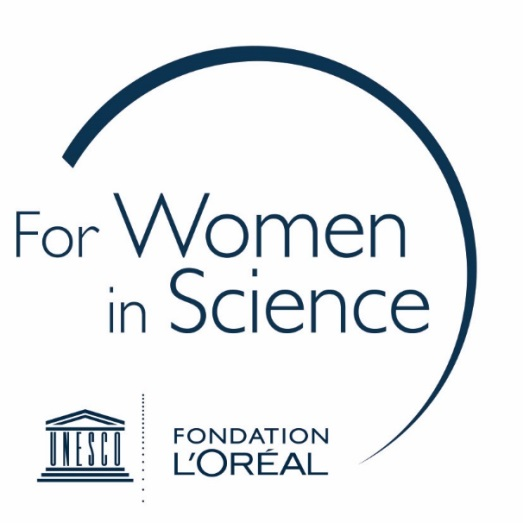 For Women
in Science
UNESCO
FONDATION
L'ORÉAL